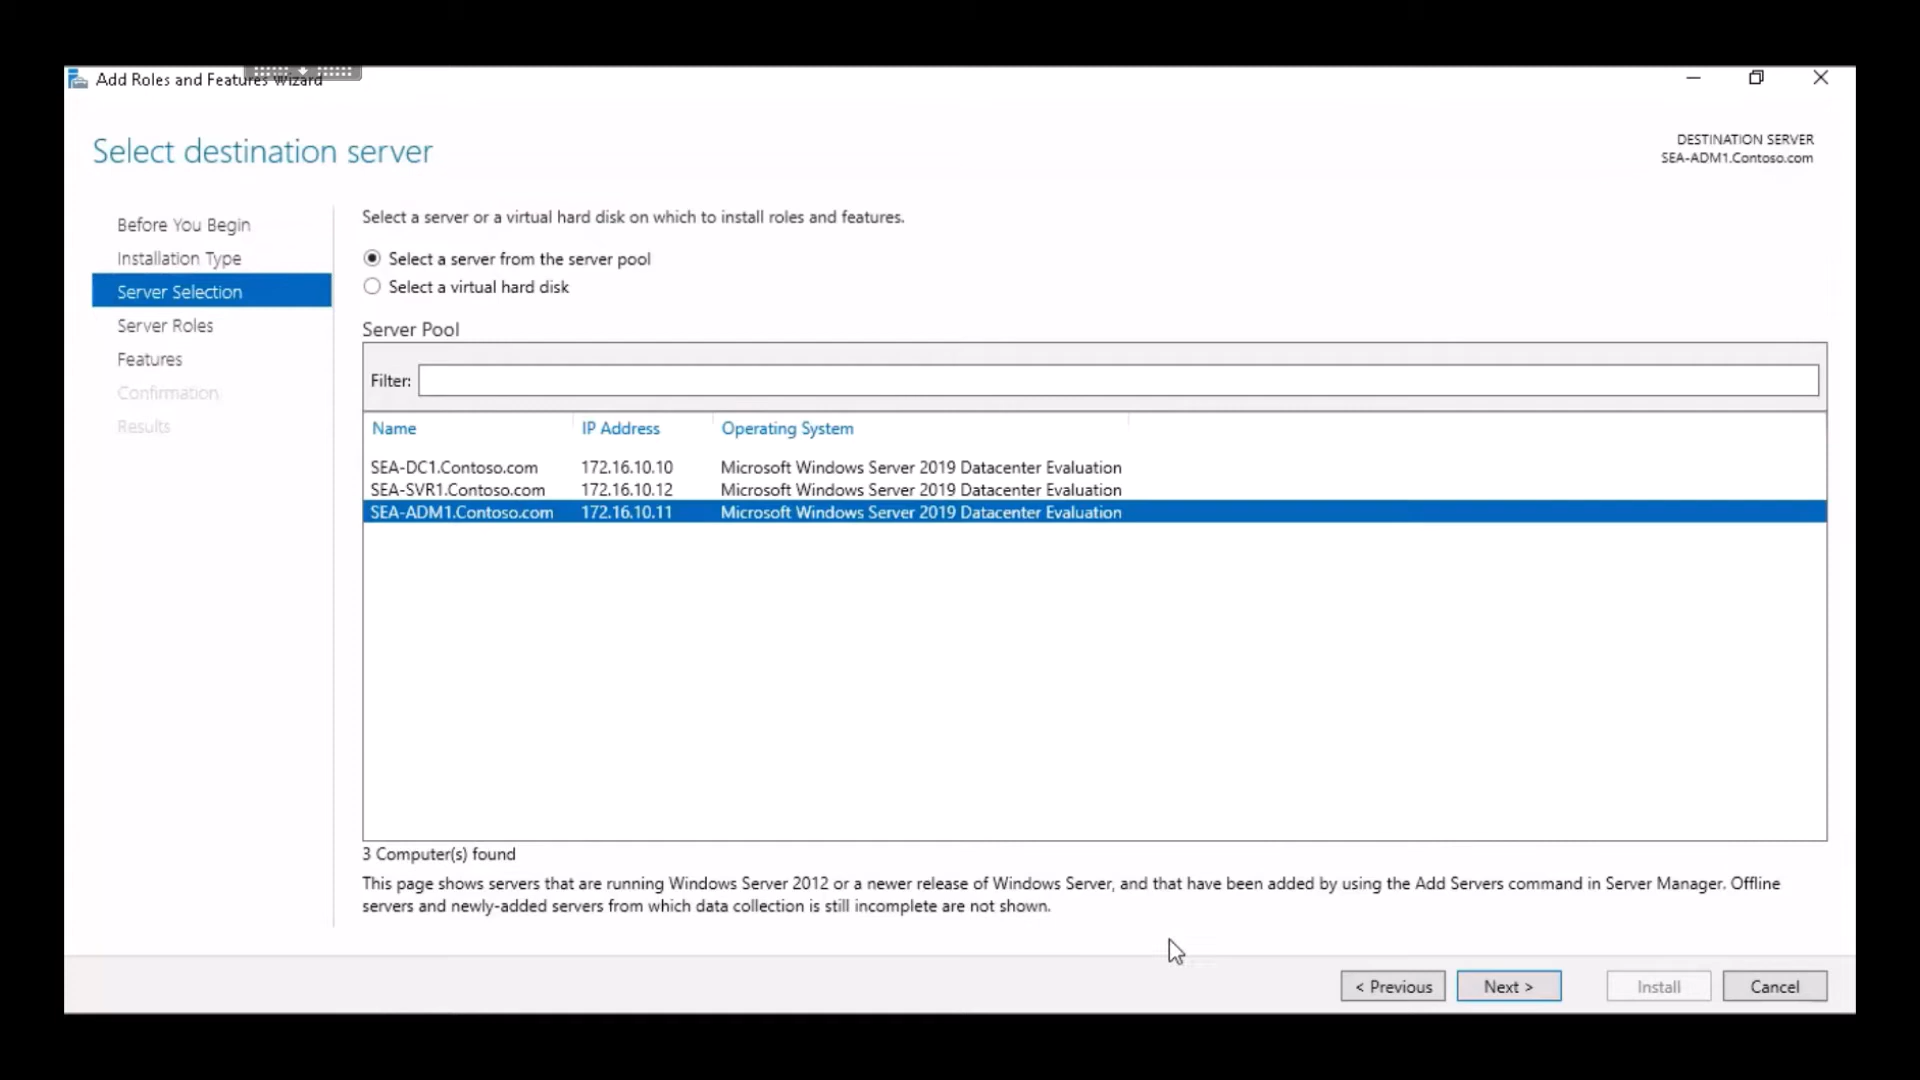 Add Roles and Features Wizard
Select destination server
DESTINATION SERVER
SEA-ADM1.Contoso.com
Before You Begin
Installation Type
Server Selection
Server Roles
Features
Confirmation
Results
Select a server or a virtual hard disk on which to install roles and features.
Select a server from the server pool
Select a virtual hard disk
Server Pool
Filter:
Name IP Address Operating System
SEA-DC1.Contoso.com 172.16.10.10 Microsoft Windows Server 2019 Datacenter Evaluation
SEA-SVR1.Contoso.com 172.16.10.12 Microsoft Windows Server 2019 Datacenter Evaluation
SEA-ADM1.Contoso.com 172.16.10.11 Microsoft Windows Server 2019 Datacenter Evaluation
3 Computer(s) found
This page shows servers that are running Windows Server 2012 or a newer release of Windows Server, and that have been added by using the Add Servers command in Server Manager. Offline
servers and newly-added servers from which data collection is still incomplete are not shown.
< Previous Next > Install Cancel